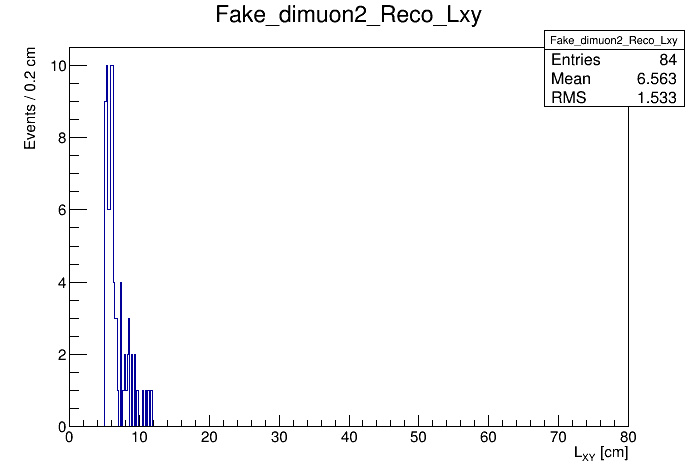 Fake_dimuon2_Reco_Lxy
Fake_dimuon2_Reco_Lxy
Entries 84
Mean 6.563
RMS 1.533
Events / 0.2 cm
10
8
6
4
2
0
0 10 20 30 40 50 60 70 80
L_XY [cm]